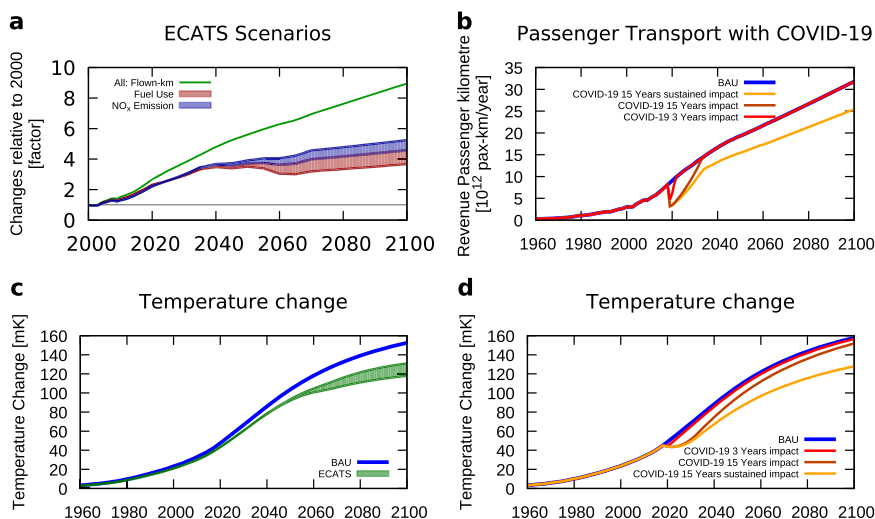 a
ECATS Scenarios
Changes relative to 2000
[factor]
10
8
6
4
2
0
All: Flown-km
Fuel Use
NOx Emission
2000 2020 2040 2060 2080 2100
b
Passenger Transport with COVID-19
Revenue Passenger kilometre
[10¹² pax-km/year]
35
30
25
20
15
10
5
0
BAU
COVID-19 15 Years sustained impact
COVID-19 15 Years impact
COVID-19 3 Years impact
1960 1980 2000 2020 2040 2060 2080 2100
c
Temperature change
Temperature Change [mK]
160
140
120
100
80
60
40
20
0
BAU
ECATS
1960 1980 2000 2020 2040 2060 2080 2100
d
Temperature change
Temperature Change [mK]
160
140
120
100
80
60
40
20
0
BAU
COVID-19 3 Years impact
COVID-19 15 Years impact
COVID-19 15 Years sustained impact
1960 1980 2000 2020 2040 2060 2080 2100